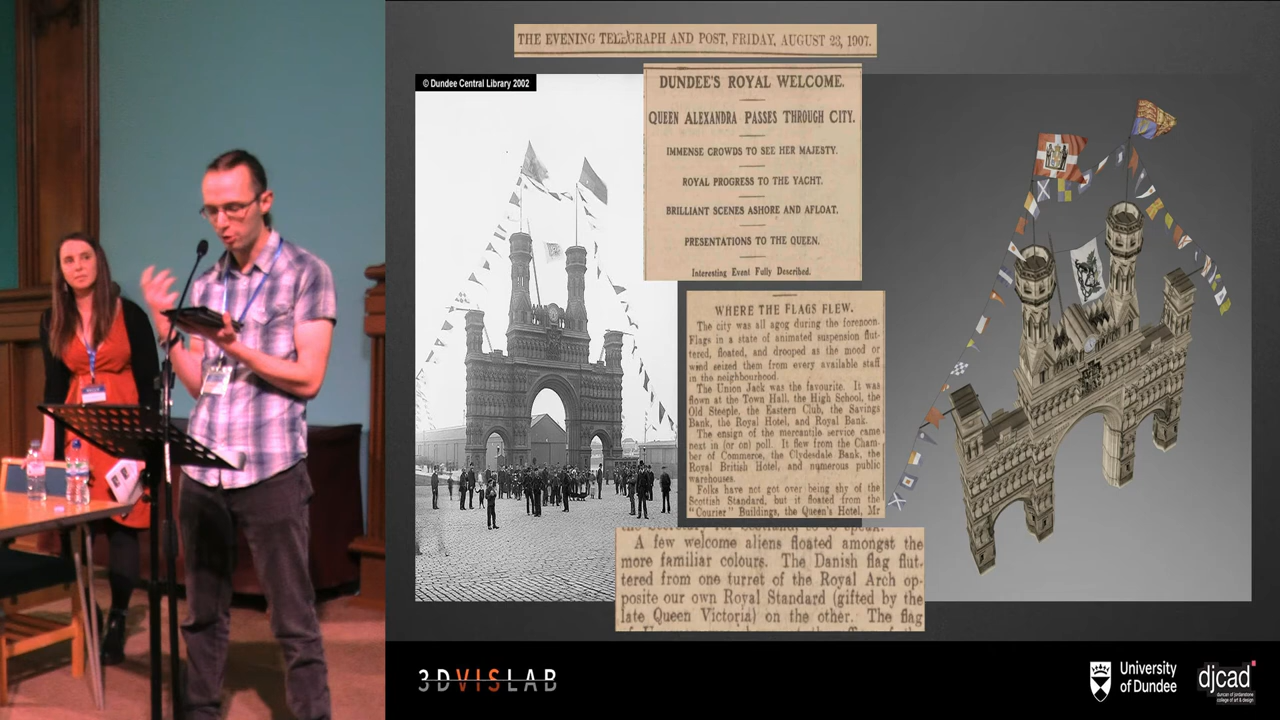 THE EVENING TELEGRAPH AND POST, FRIDAY, AUGUST 23, 1907.
© Dundee Central Library 2002
DUNDEE'S ROYAL WELCOME.
QUEEN ALEXANDRA PASSES THROUGH CITY.
IMMENSE CROWDS TO SEE HER MAJESTY.
ROYAL PROGRESS TO THE YACHT.
BRILLIANT SCENES ASHORE AND AFLOAT.
PRESENTATIONS TO THE QUEEN.
Interesting Event Fully Described.
WHERE THE FLAGS FLEW.
The city was all agog during the forenoon.
Flags in a state of animated suspension flut-
tered, floated, and drooped as the mood or
wind seized them from every available staff
in the neighbourhood.
The Union Jack was the favourite. It was
flown at the Town Hall, the High School, the
Old Steeple, the Eastern Club, the Savings
Bank, the Royal Hotel, and Royal Bank.
The ensign of the mercantile service came
next in (or on) poll. It flew from the Cham-
ber of Commerce, the Clydesdale Bank, the
Royal British Hotel, and numerous public
warehouses.
Folks have not got over being shy of the
Scottish Standard, but it floated from the
"Courier" Buildings, the Queen's Hotel, Mr
A few welcome aliens floated amongst the
more familiar colours. The Danish flag flut-
tered from one turret of the Royal Arch op-
posite our own Royal Standard (gifted by the
late Queen Victoria) on the other. The flag
3DVISLAB
University
of Dundee
djcad
duncan of jordanstone
college of art & design